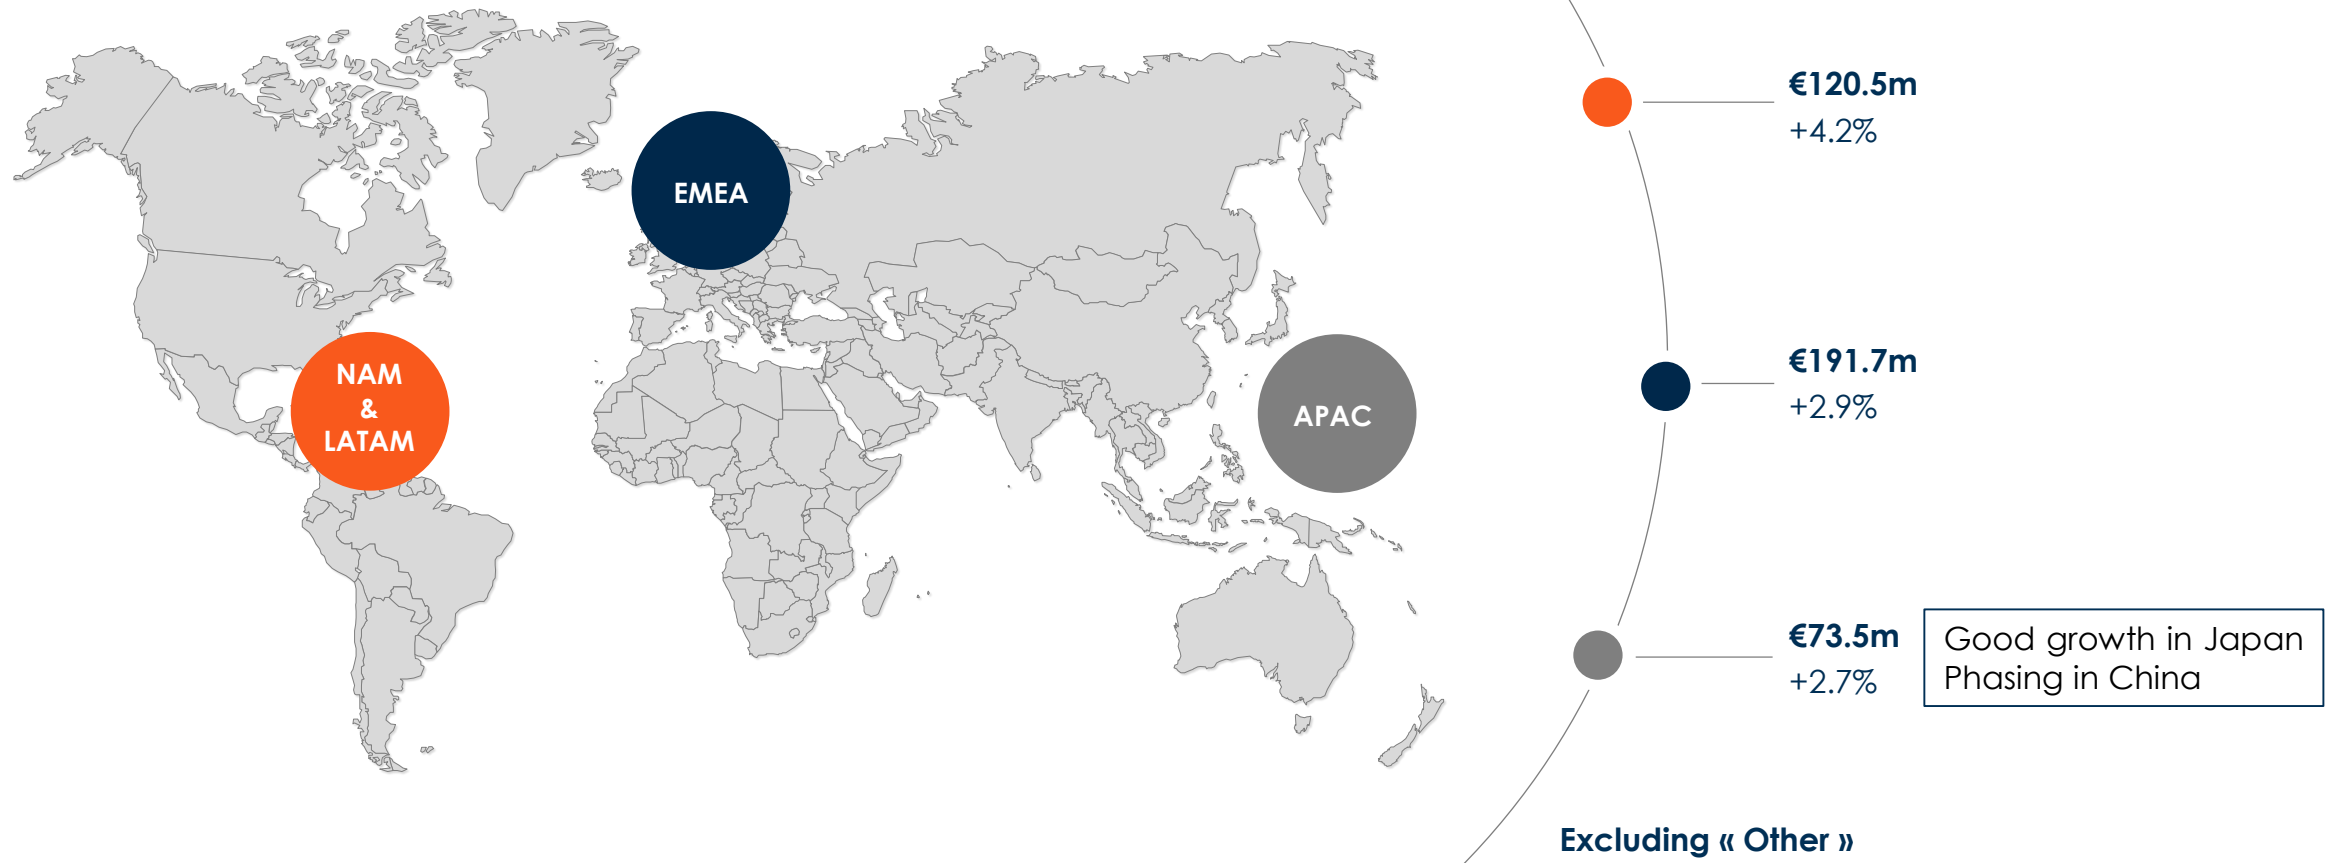 EMEA
NAM
&
LATAM
APAC
€120.5m
+4.2%
€191.7m
+2.9%
€73.5m
+2.7%
Good growth in Japan
Phasing in China
Excluding « Other »